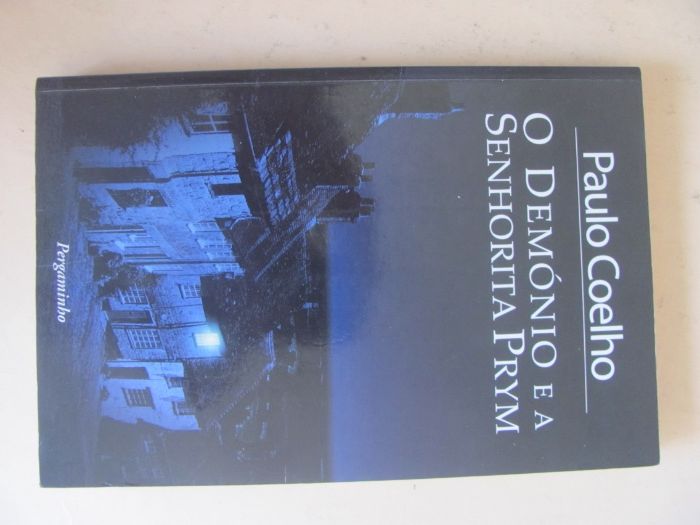 Paulo Coelho
O DEMÓNIO E A
SENHORITA PRYM
Pergaminho